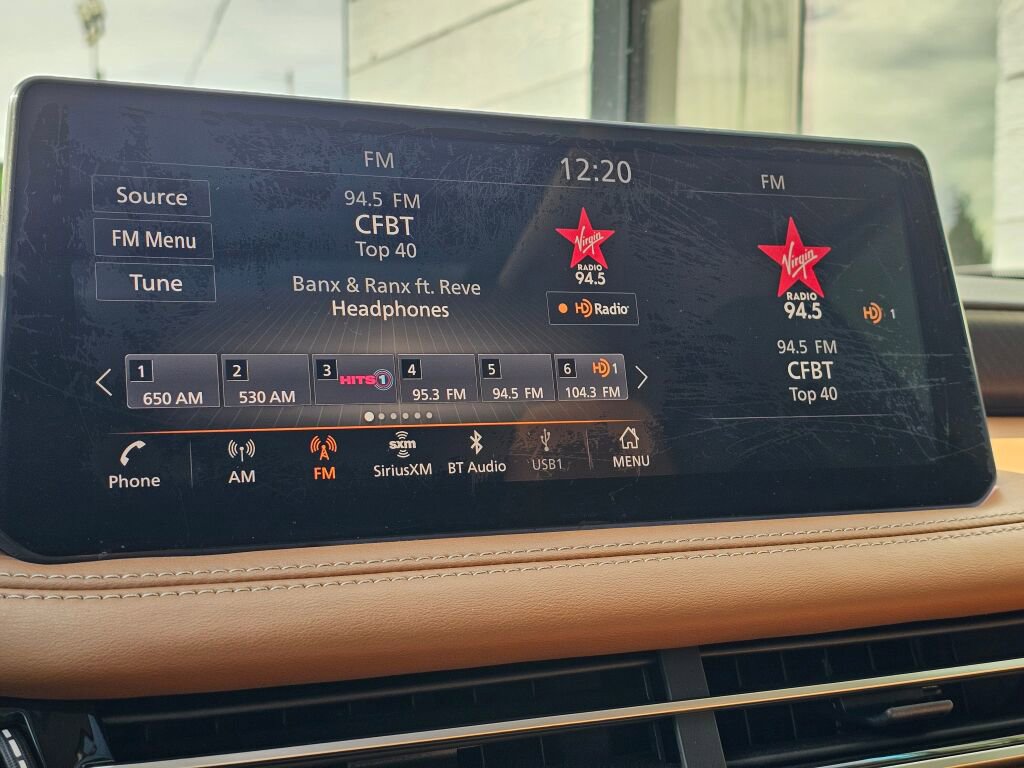 FM
12:20
FM
Source
FM Menu
Tune
94.5 FM
CFBT
Top 40
Banx & Ranx ft. Reve
Headphones
Virgin
RADIO
94.5
HD Radio
Virgin
RADIO
94.5
HD 1
94.5 FM
CFBT
Top 40
1
650 AM
2
530 AM
3
HITS 1
4
95.3 FM
5
94.5 FM
6 HD 1
104.3 FM
Phone
AM
FM
sxm
SiriusXM
BT Audio
USB1
MENU